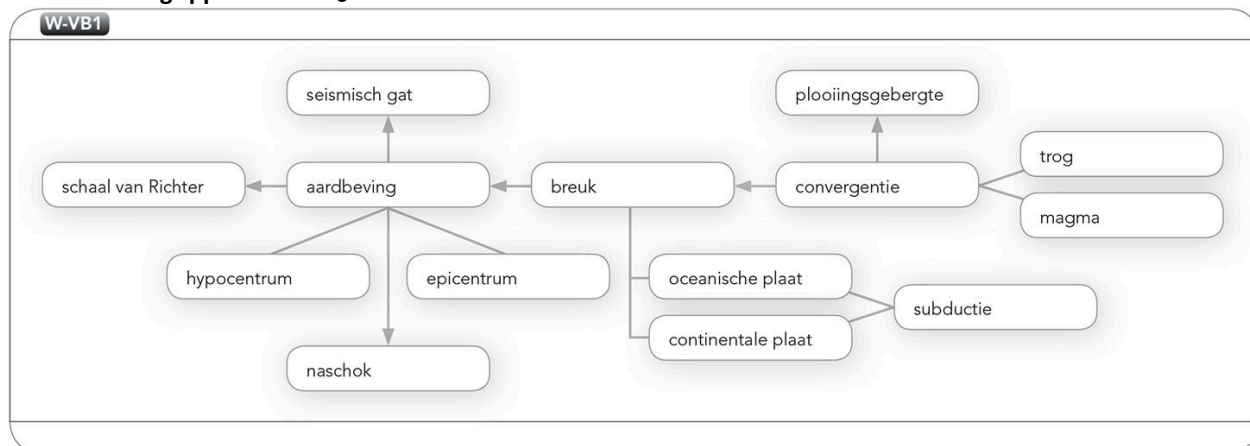 W-VB1
seismisch gat
plooiingsgebergte
trog
schaal van Richter
aardbeving
breuk
convergentie
magma
hypocentrum
epicentrum
oceanische plaat
subductie
continentale plaat
naschok